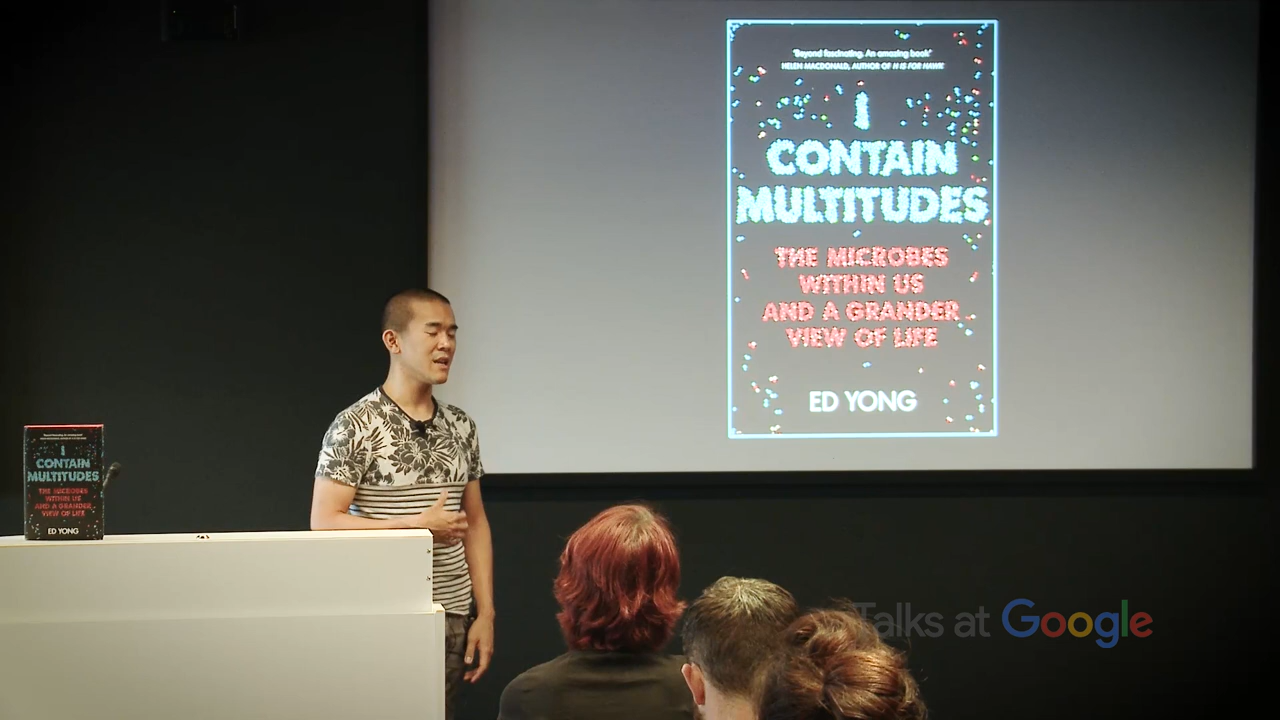 'Beyond fascinating. An amazing book'
HELEN MACDONALD, AUTHOR OF H IS FOR HAWK
I
CONTAIN
MULTITUDES
THE MICROBES
WITHIN US
AND A GRANDER
VIEW OF LIFE
ED YONG
I
CONTAIN
MULTITUDES
THE MICROBES
WITHIN US
AND A GRANDER
VIEW OF LIFE
ED YONG
Talks at Google